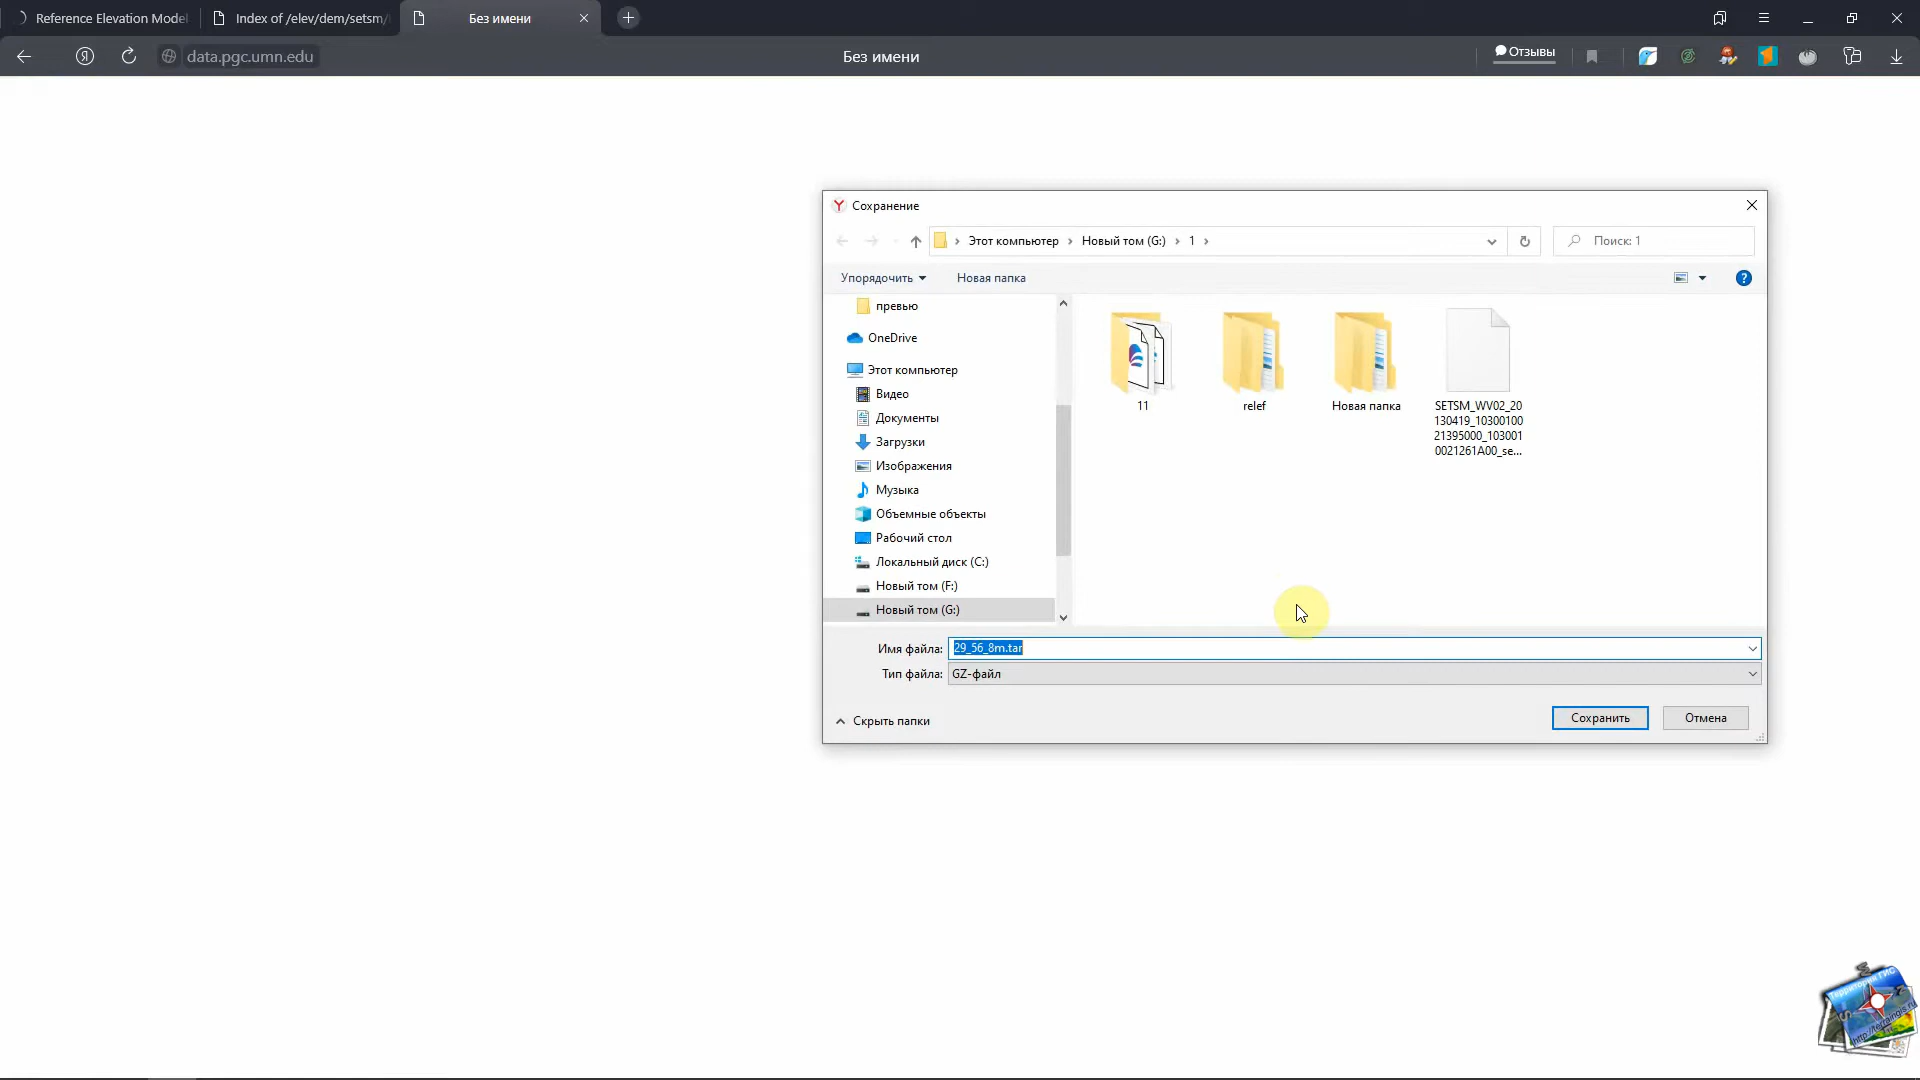 Reference Elevation Model
Index of /elev/dem/setsm/
Без имени
Я
data.pgc.umn.edu
Без имени
Отзывы
Сохранение
Этот компьютер
Новый том (G:)
1
Поиск: 1
Упорядочить
Новая папка
превью
OneDrive
Этот компьютер
Видео
Документы
Загрузки
Изображения
Музыка
Объемные объекты
Рабочий стол
Локальный диск (C:)
Новый том (F:)
Новый том (G:)
11
relef
Новая папка
SETSM_WV02_20
130419_10300100
21395000_103001
0021261A00_se...
Имя файла:
29_56_8m.tar
Тип файла:
GZ-файл
Скрыть папки
Сохранить
Отмена
Территория ГИС